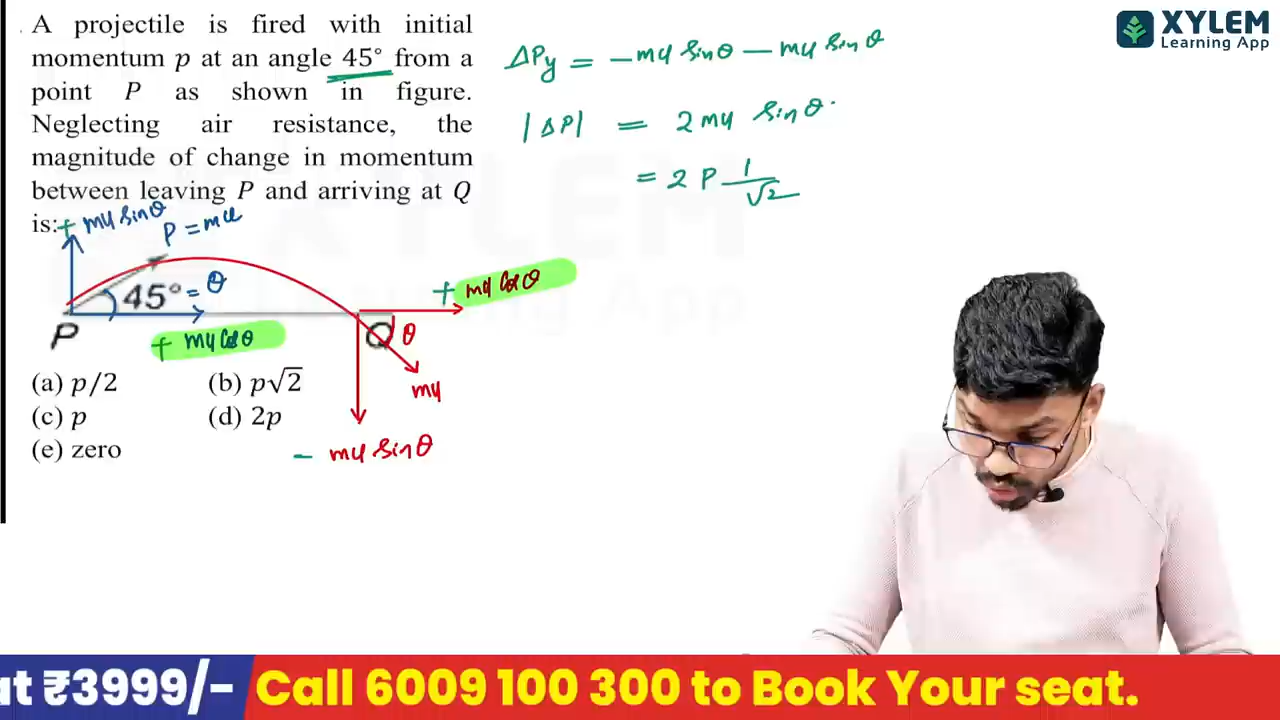 A projectile is fired with initial
momentum p at an angle 45° from a
point P as shown in figure.
Neglecting air resistance, the
magnitude of change in momentum
between leaving P and arriving at Q
is:
+ mu sinθ
P = mu
45° = θ
P
+ mu cosθ
+ mu cosθ
Q θ
mu
- mu sinθ
(a) p/2 (b) p√2
(c) p (d) 2p
(e) zero
ΔPy = -mu sinθ - mu sinθ
|ΔP| = 2mu sinθ.
= 2 P 1/√2
XYLEM
Learning App
at ₹3999/- Call 6009 100 300 to Book Your seat.